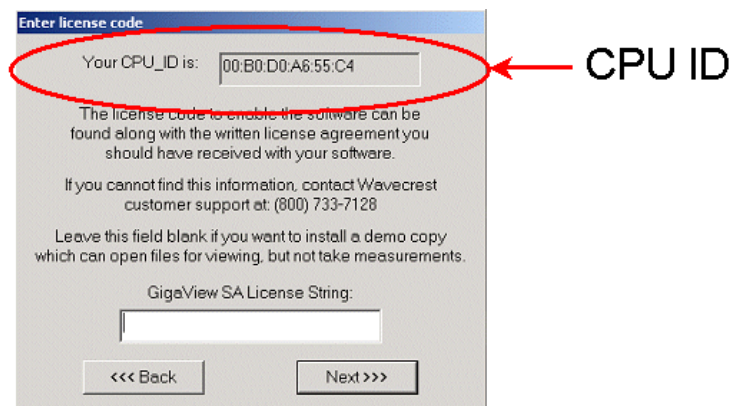 Enter license code
Your CPU_ID is: 00:B0:D0:A6:55:C4
CPU ID
The license code to enable the software can be
found along with the written license agreement you
should have received with your software.
If you cannot find this information, contact Wavecrest
customer support at: (800) 733-7128
Leave this field blank if you want to install a demo copy
which can open files for viewing, but not take measurements.
GigaView SA License String:
<<< Back
Next >>>